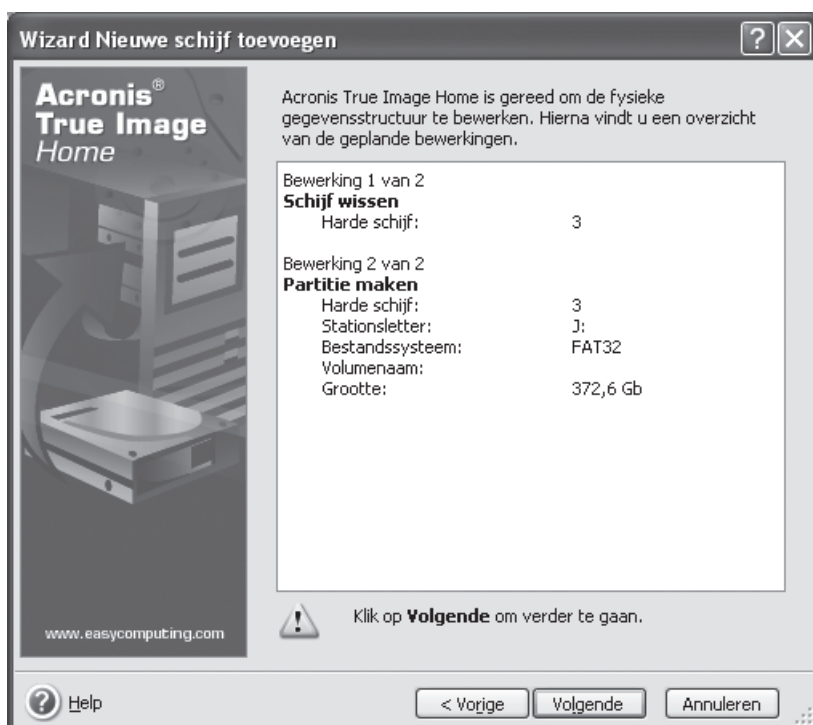 Wizard Nieuwe schijf toevoegen
Acronis®
True Image
Home
Acronis True Image Home is gereed om de fysieke
gegevensstructuur te bewerken. Hierna vindt u een overzicht
van de geplande bewerkingen.
Bewerking 1 van 2
Schijf wissen
Harde schijf: 3
Bewerking 2 van 2
Partitie maken
Harde schijf: 3
Stationsletter: J:
Bestandssysteem: FAT32
Volumenaam:
Grootte: 372,6 Gb
Klik op Volgende om verder te gaan.
www.easycomputing.com
Help
< Vorige
Volgende
Annuleren